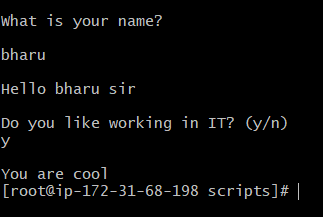 What is your name?
bharu
Hello bharu sir
Do you like working in IT? (y/n)
y
You are cool
[root@ip-172-31-68-198 scripts]#